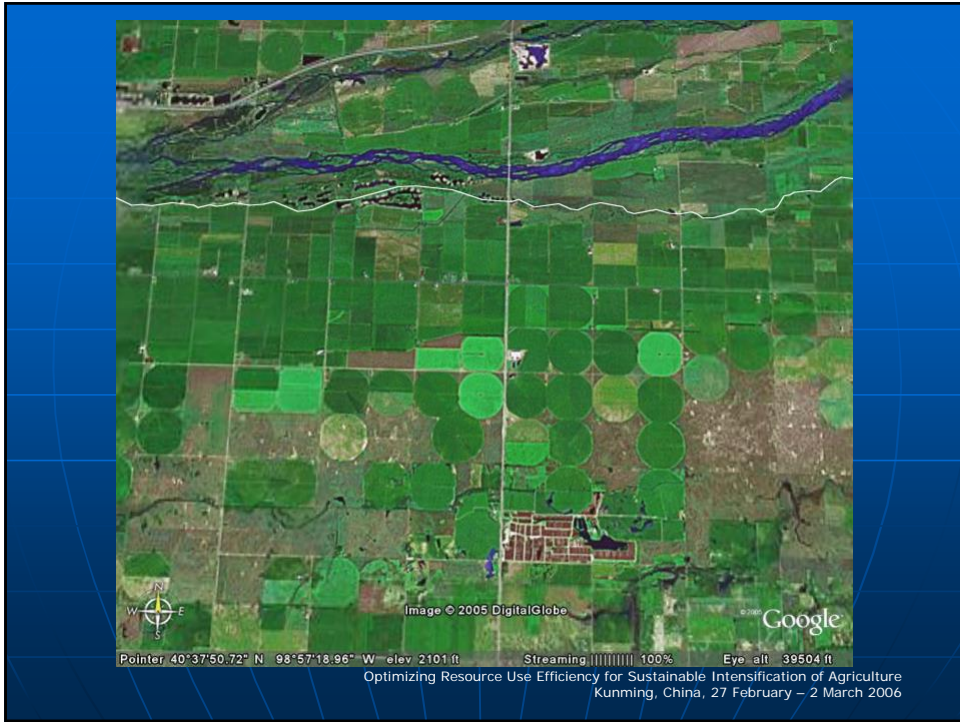 N
W E
S
Image © 2005 DigitalGlobe
© 2005 Google
Pointer 40°37'50.72" N 98°57'18.96" W elev 2101 ft Streaming |||||||||| 100% Eye alt 39504 ft
Optimizing Resource Use Efficiency for Sustainable Intensification of Agriculture
Kunming, China, 27 February – 2 March 2006